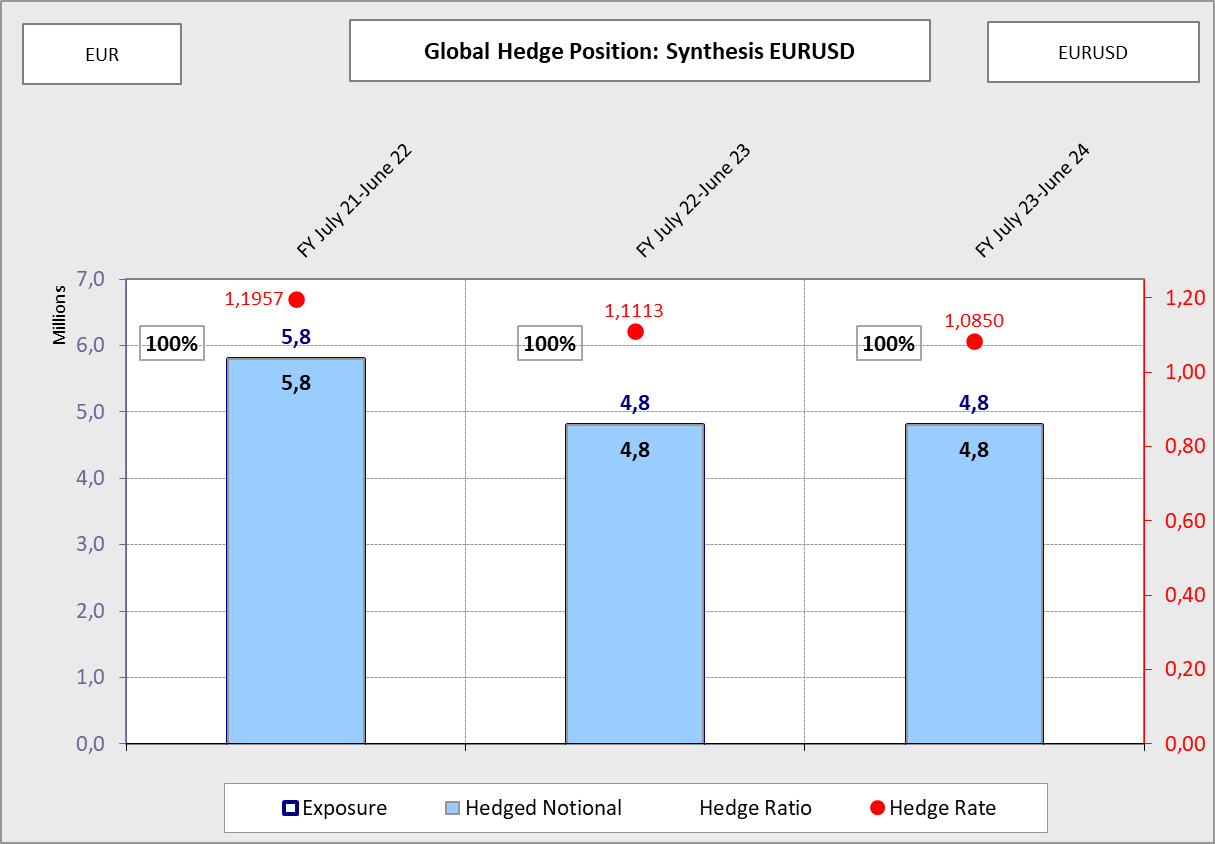 EUR
Global Hedge Position: Synthesis EURUSD
EURUSD
FY July 21-June 22
FY July 22-June 23
FY July 23-June 24
Millions
7,0
6,0
5,0
4,0
3,0
2,0
1,0
0,0
1,1957
1,1113
1,0850
100%
5,8
5,8
100%
4,8
4,8
100%
4,8
4,8
1,20
1,00
0,80
0,60
0,40
0,20
0,00
Exposure
Hedged Notional
Hedge Ratio
Hedge Rate